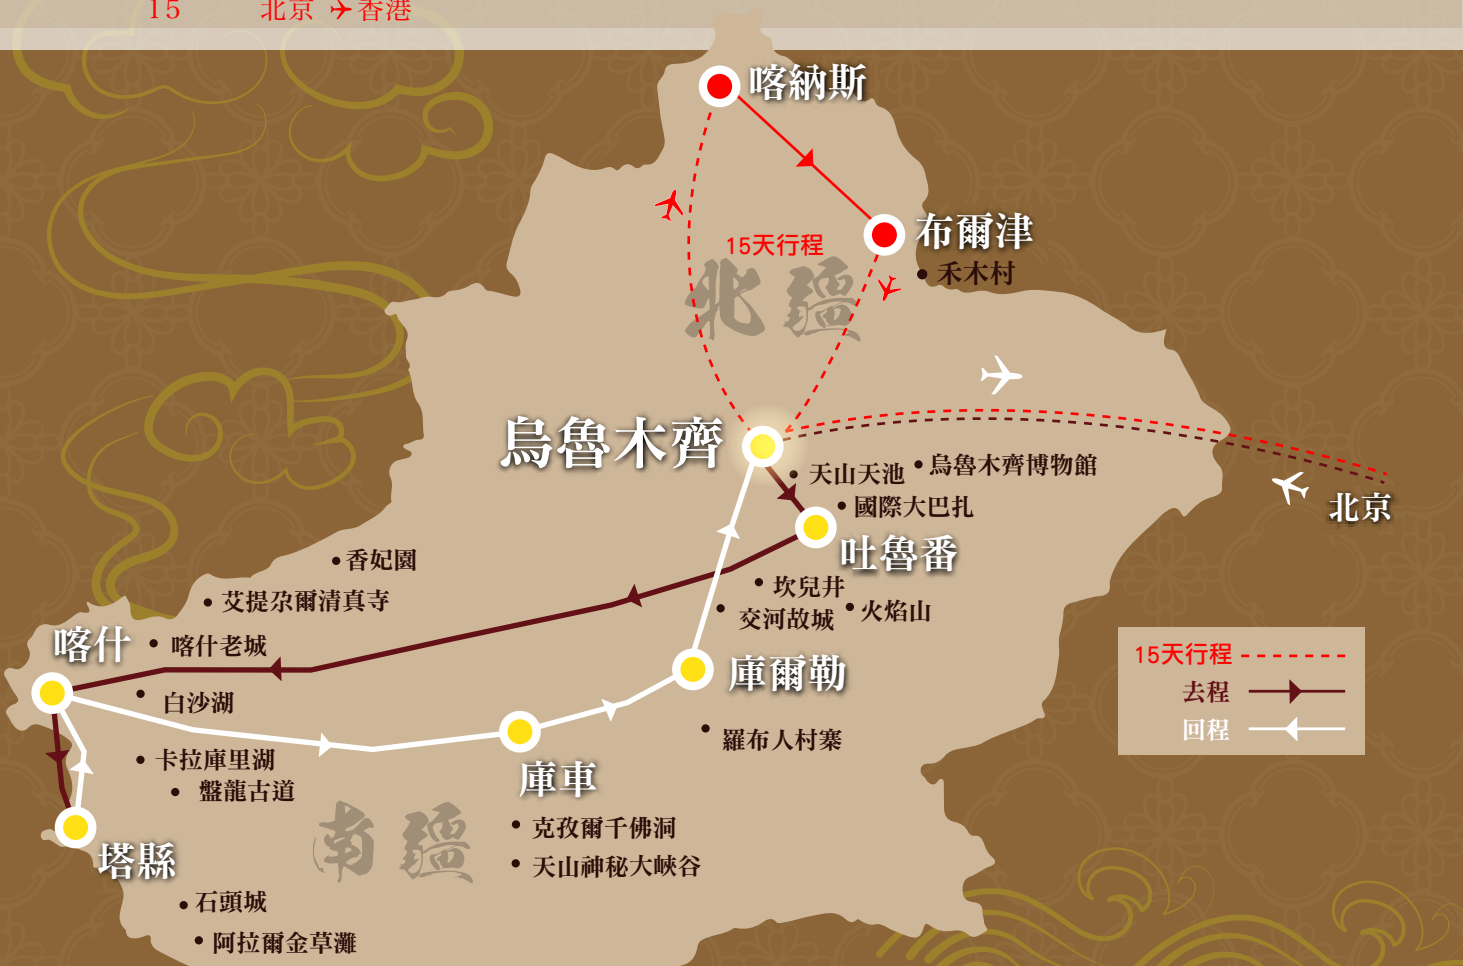 15 北京 香港
喀納斯
布爾津
禾木村
15天行程
北疆
烏魯木齊
天山天池
烏魯木齊博物館
國際大巴扎
北京
吐魯番
香妃園
艾提尕爾清真寺
坎兒井
交河故城
火焰山
喀什
喀什老城
庫爾勒
15天行程
去程
回程
白沙湖
羅布人村寨
卡拉庫里湖
盤龍古道
庫車
南疆
克孜爾千佛洞
塔縣
天山神秘大峽谷
石頭城
阿拉爾金草灘